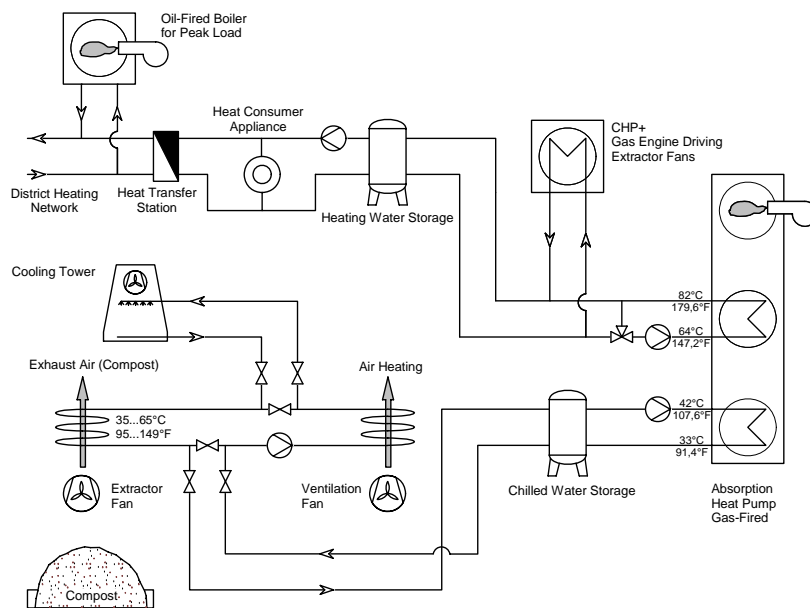 Oil-Fired Boiler
for Peak Load
Heat Consumer
Appliance
CHP+
Gas Engine Driving
Extractor Fans
District Heating
Network
Heat Transfer
Station
Heating Water Storage
Cooling Tower
82°C
179,6°F
64°C
147,2°F
Exhaust Air (Compost)
Air Heating
35...65°C
95...149°F
42°C
107,6°F
33°C
91,4°F
Extractor
Fan
Ventilation
Fan
Chilled Water Storage
Absorption
Heat Pump
Gas-Fired
Compost